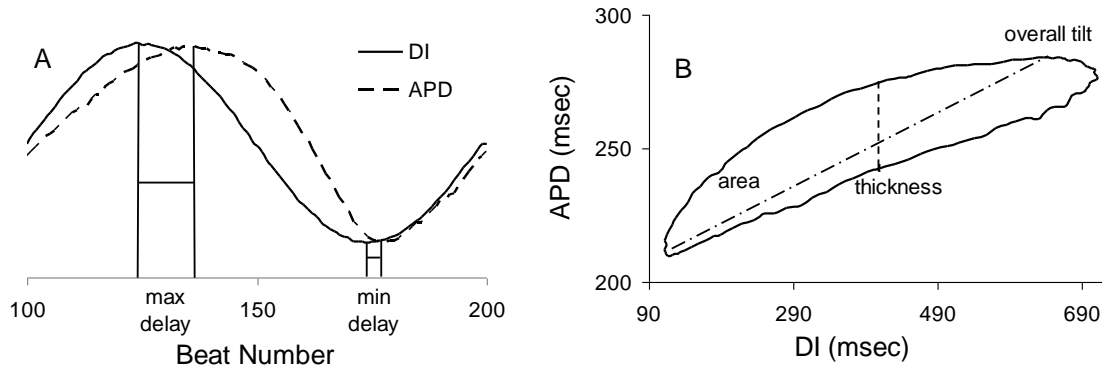 A
DI
APD
100
150
200
max
delay
min
delay
Beat Number
B
overall tilt
area
thickness
300
250
200
APD (msec)
90
290
490
690
DI (msec)